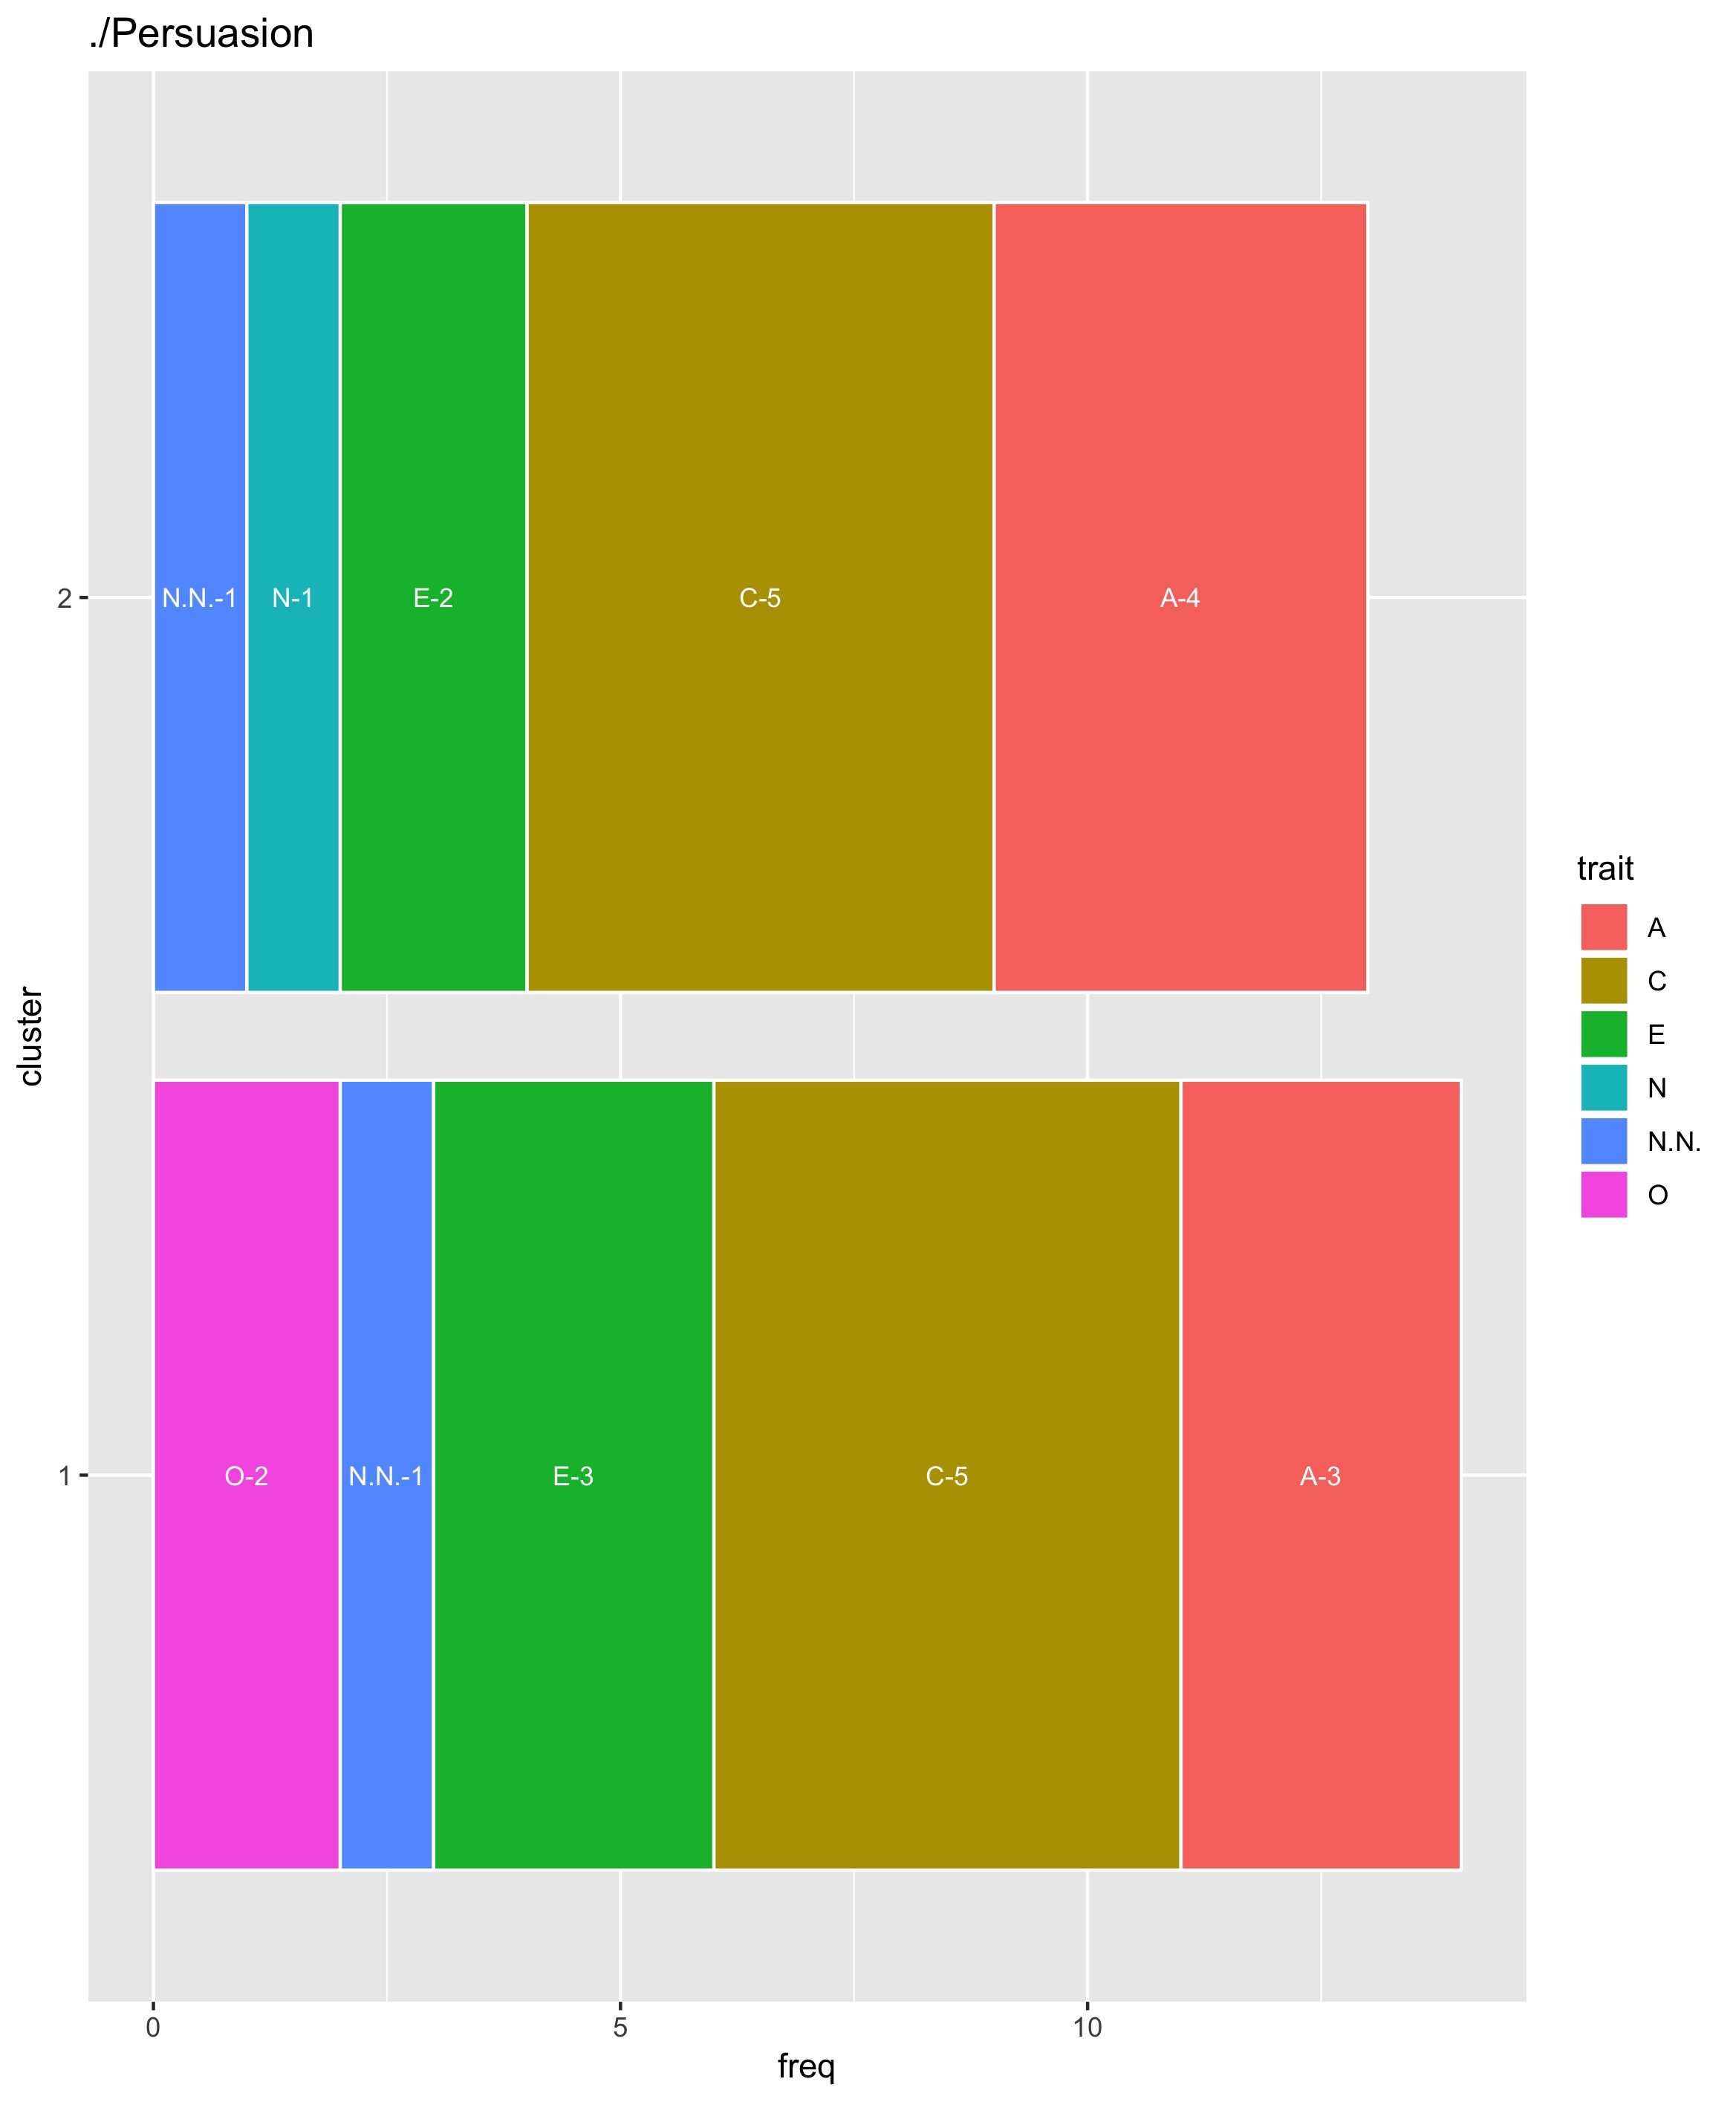 ./Persuasion
2
N.N.-1
N-1
E-2
C-5
A-4
cluster
1
O-2
N.N.-1
E-3
C-5
A-3
0
5
10
freq
trait
A
C
E
N
N.N.
O